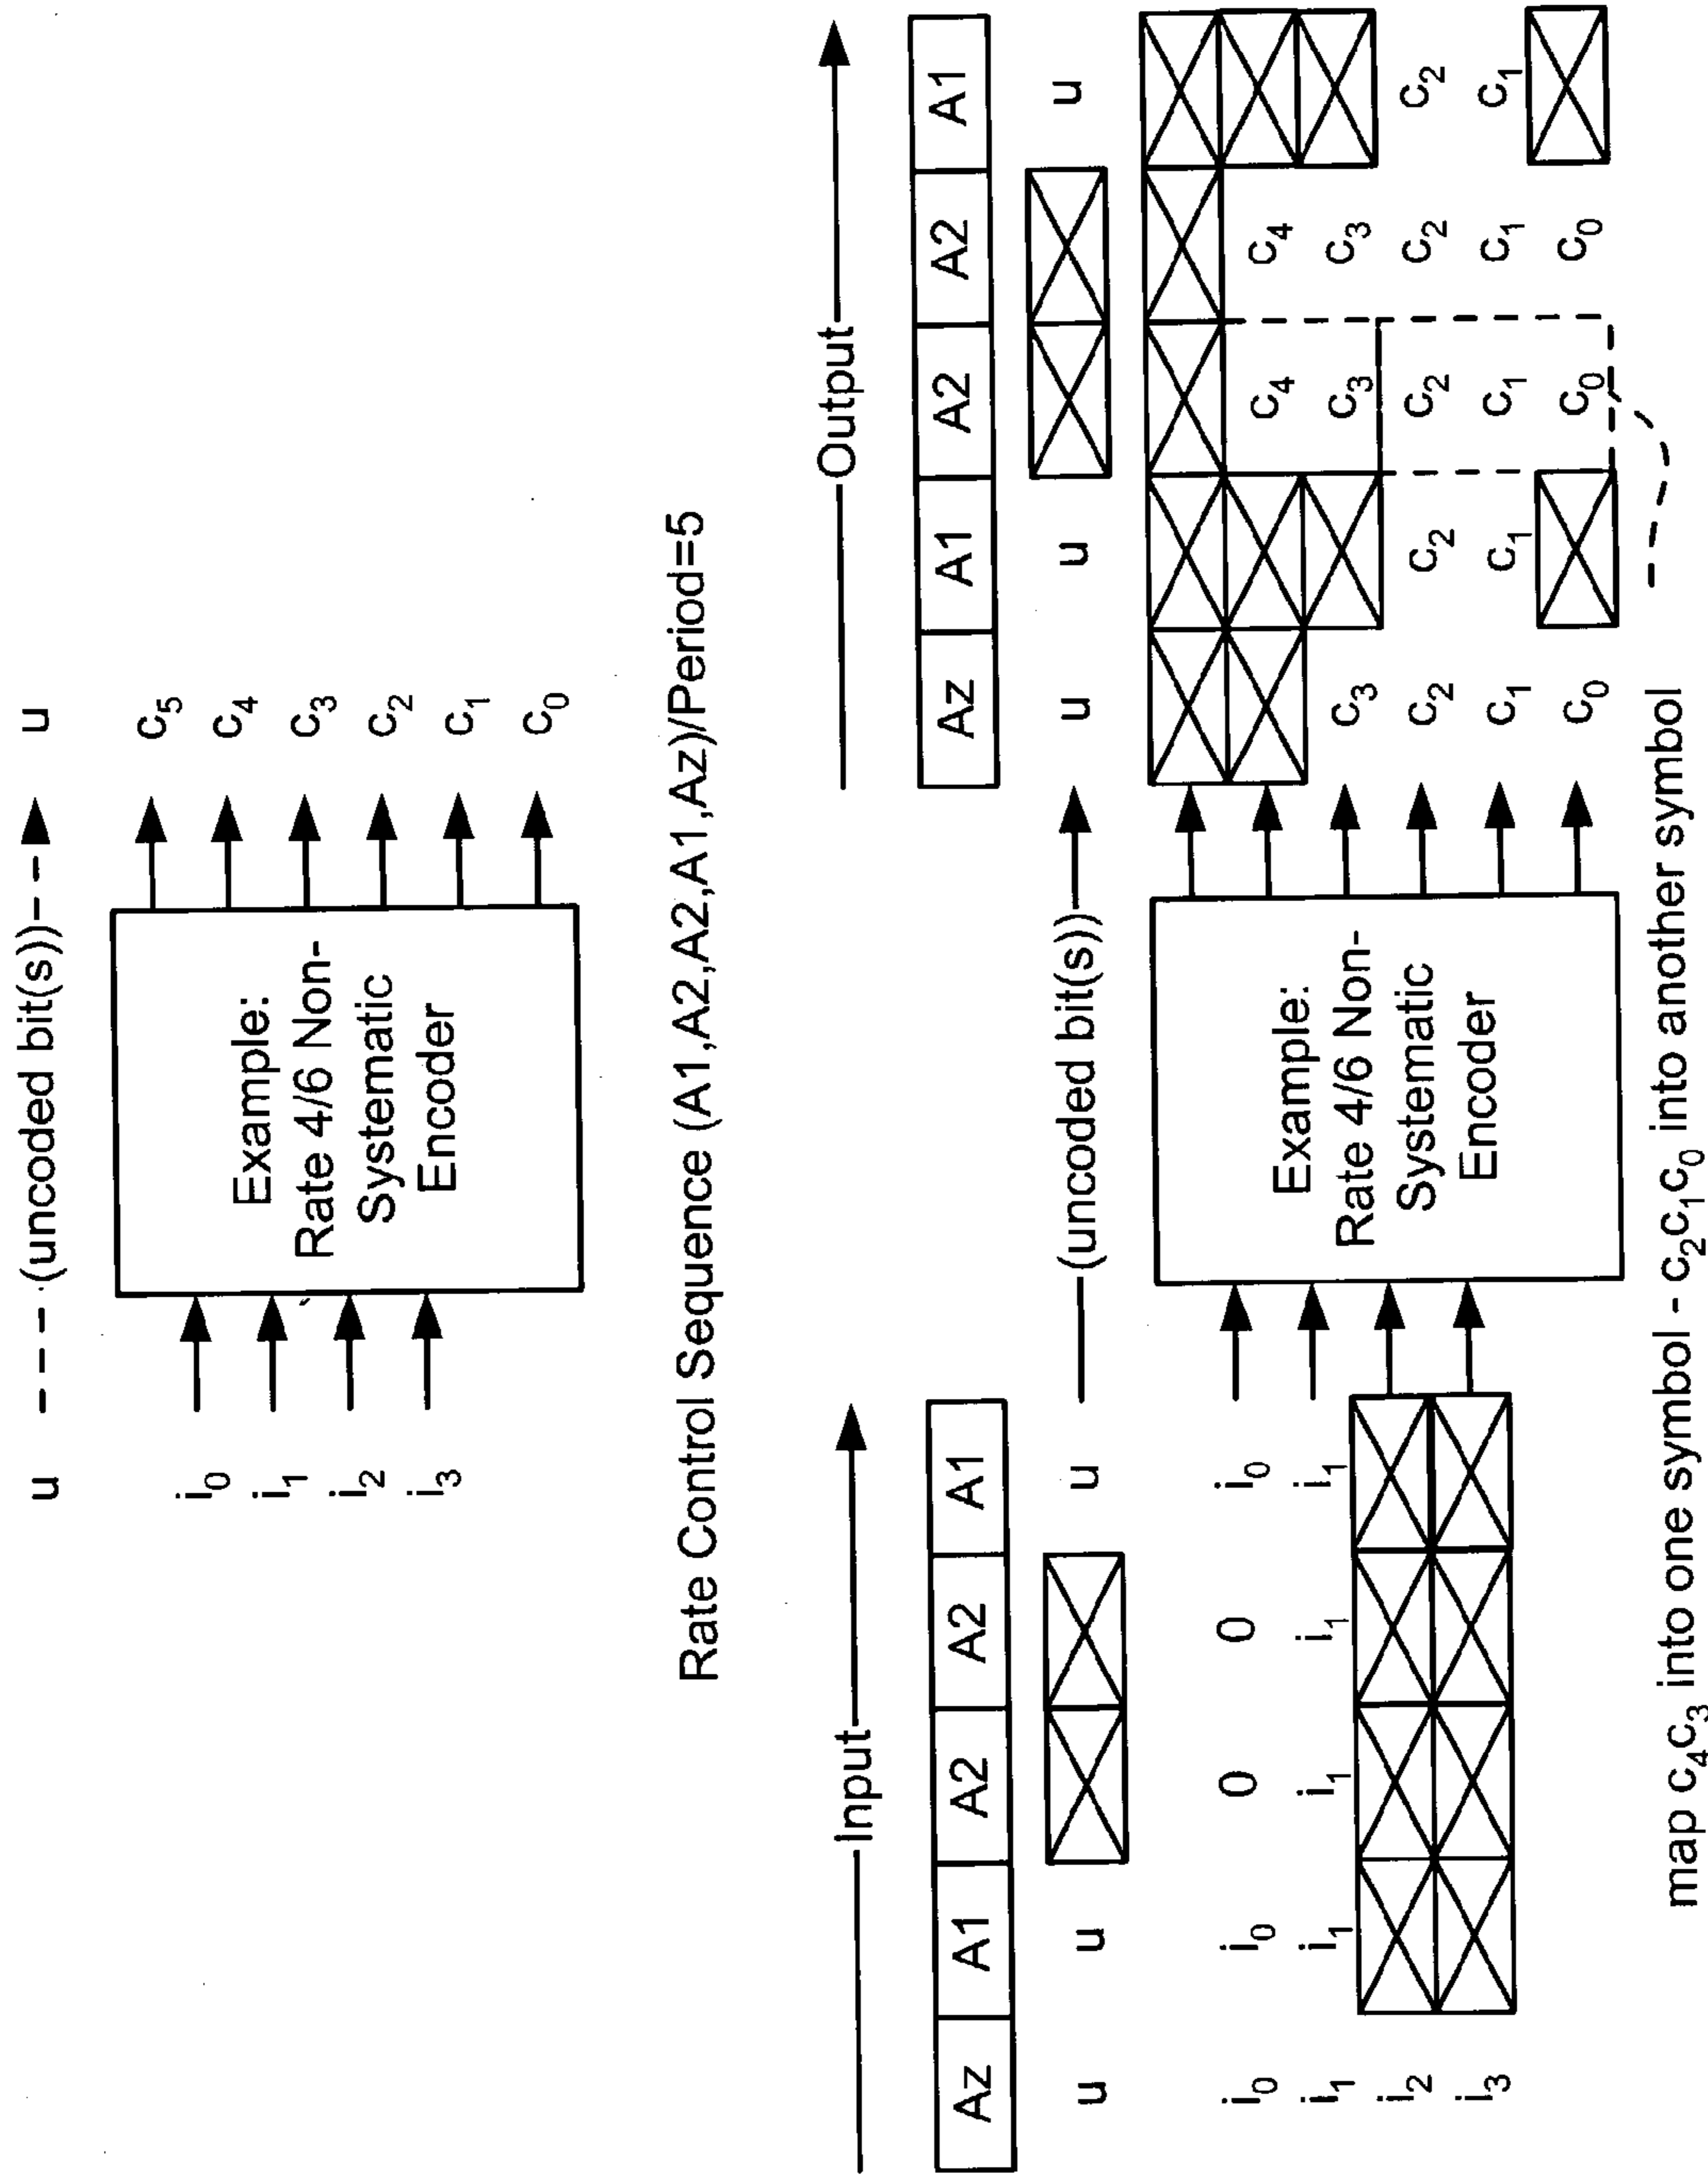 u - - - (uncoded bit(s)) - - u
i₀
i₁
i₂
i₃
Example:
Rate 4/6 Non-
Systematic
Encoder
c₅
c₄
c₃
c₂
c₁
c₀
Rate Control Sequence (A1,A2,A2,A1,Az)/Period=5
Input
Output
Az A1 A2 A2 A1
u u u
i₀ i₀ 0 0 i₀
i₁ i₁ i₁ i₁ i₁
i₂
i₃
(uncoded bit(s))
Example:
Rate 4/6 Non-
Systematic
Encoder
Az A1 A2 A2 A1
u u u
c₄ c₄
c₃ c₃ c₃
c₂ c₂ c₂ c₂ c₂
c₁ c₁ c₁ c₁ c₁
c₀ c₀ c₀
map c₄c₃ into one symbol - c₂c₁c₀ into another symbol